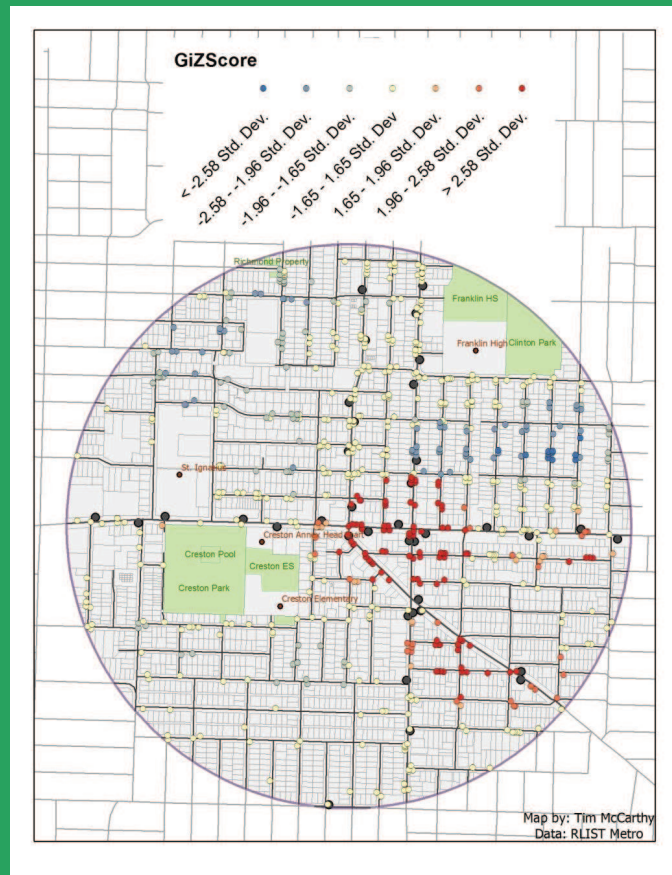 GiZScore
< -2.58 Std. Dev.
-2.58 - -1.96 Std. Dev.
-1.96 - -1.65 Std. Dev.
-1.65 - 1.65 Std. Dev
1.65 - 1.96 Std. Dev.
1.96 - 2.58 Std. Dev.
> 2.58 Std. Dev.
Richmond Property
Franklin HS
Franklin High
Clinton Park
St. Ignatius
Creston Annex Head Start
Creston Pool
Creston ES
Creston Park
Creston Elementary
Map by: Tim McCarthy
Data: RLIST Metro